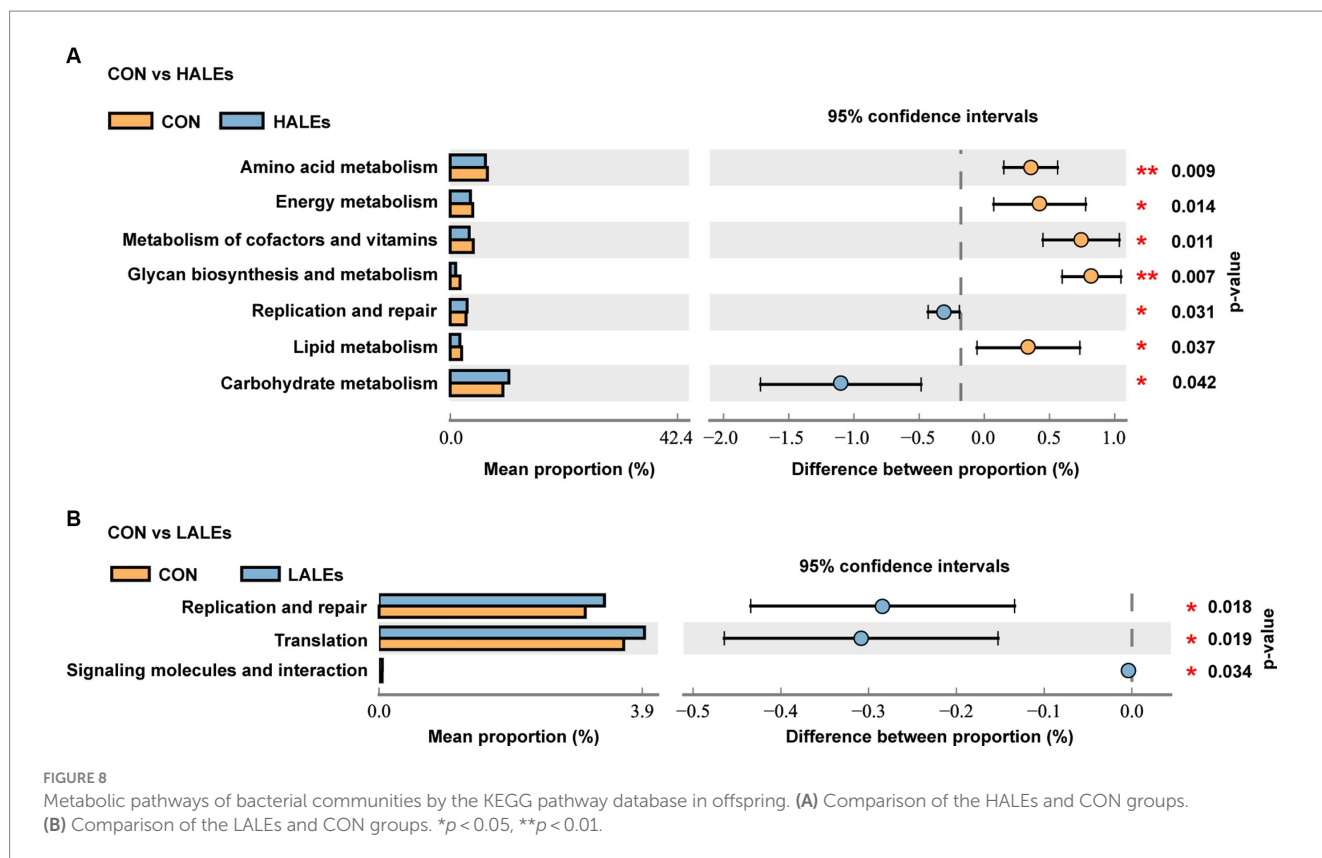 A
CON vs HALEs
CON HALEs
95% confidence intervals
Amino acid metabolism ** 0.009
Energy metabolism * 0.014
Metabolism of cofactors and vitamins * 0.011
Glycan biosynthesis and metabolism ** 0.007
Replication and repair * 0.031
Lipid metabolism * 0.037
Carbohydrate metabolism * 0.042
p-value
0.0 42.4 −2.0 −1.5 −1.0 −0.5 0.0 0.5 1.0
Mean proportion (%) Difference between proportion (%)
B
CON vs LALEs
CON LALEs
95% confidence intervals
Replication and repair * 0.018
Translation * 0.019
Signaling molecules and interaction * 0.034
p-value
0.0 3.9 −0.5 −0.4 −0.3 −0.2 −0.1 0.0
Mean proportion (%) Difference between proportion (%)
FIGURE 8
Metabolic pathways of bacterial communities by the KEGG pathway database in offspring. (A) Comparison of the HALEs and CON groups.
(B) Comparison of the LALEs and CON groups. *p < 0.05, **p < 0.01.